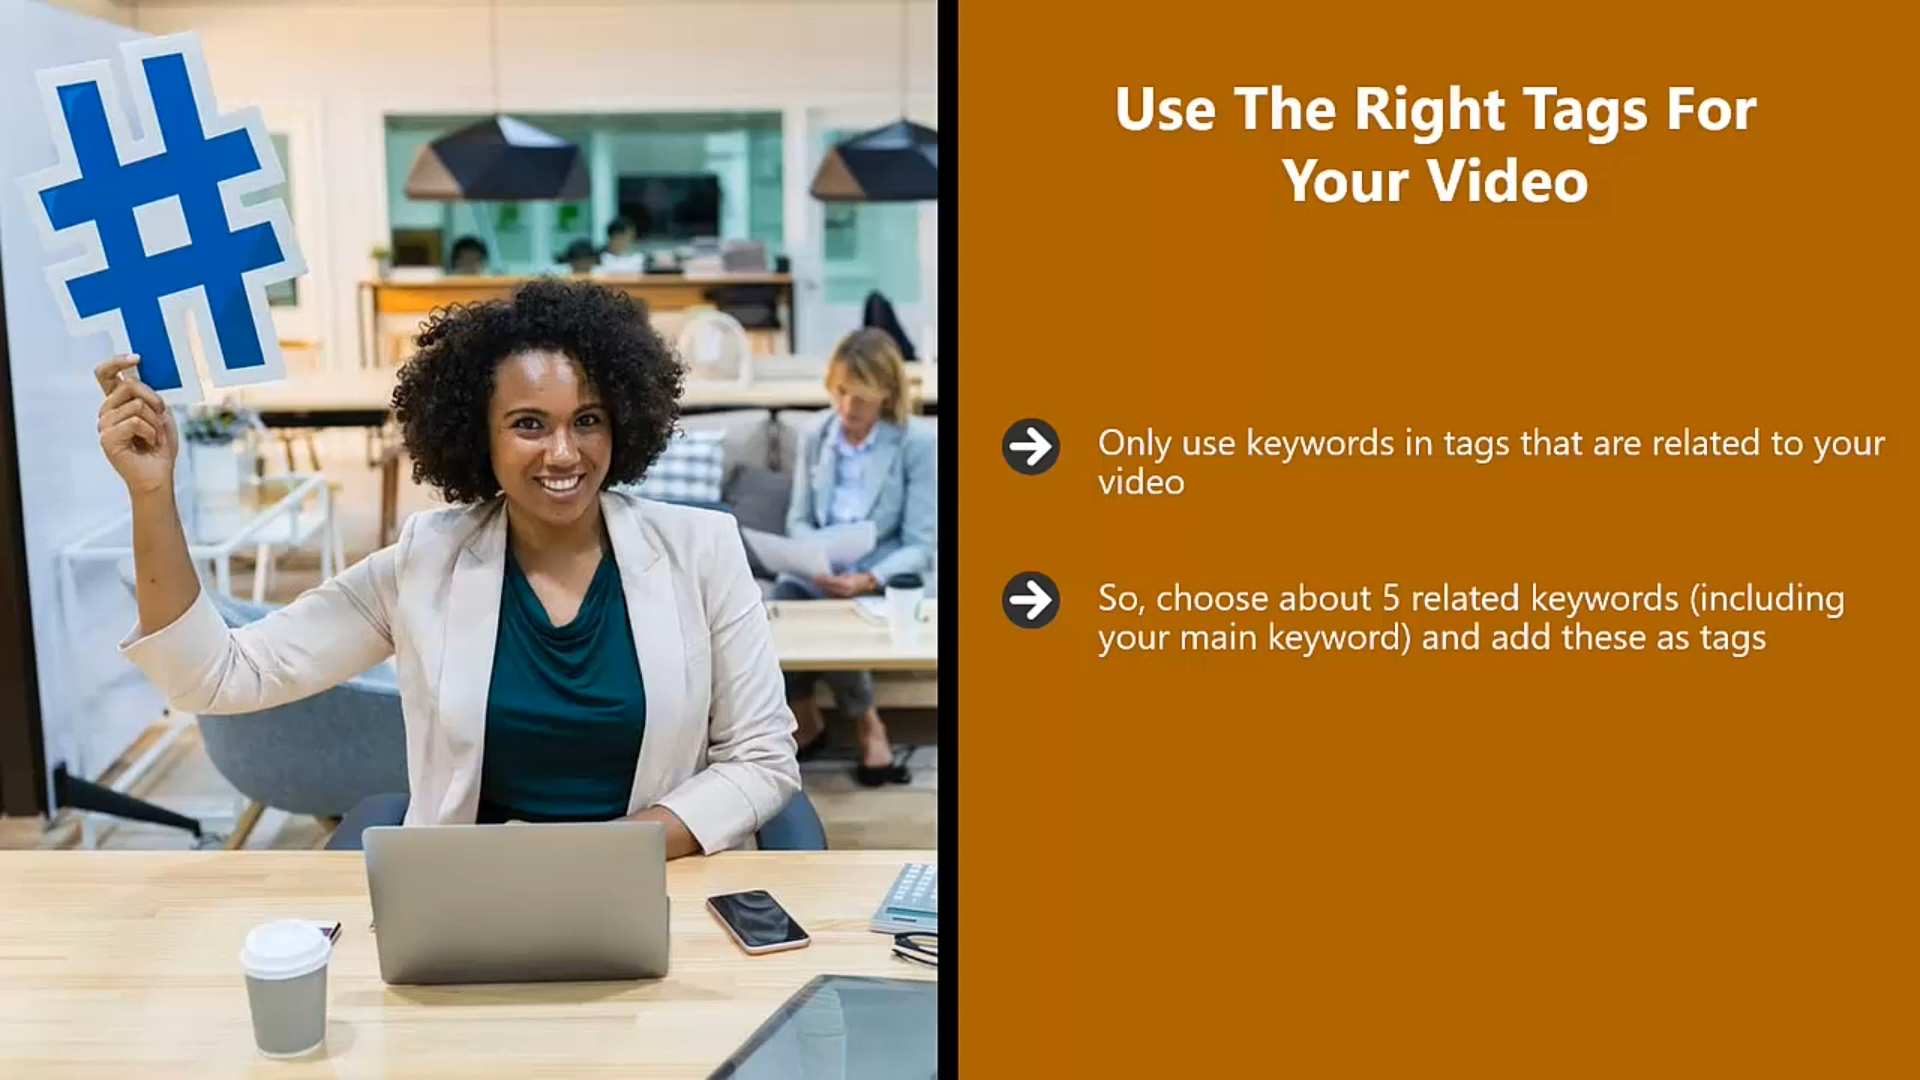 #
Use The Right Tags For
Your Video
Only use keywords in tags that are related to your
video
So, choose about 5 related keywords (including
your main keyword) and add these as tags